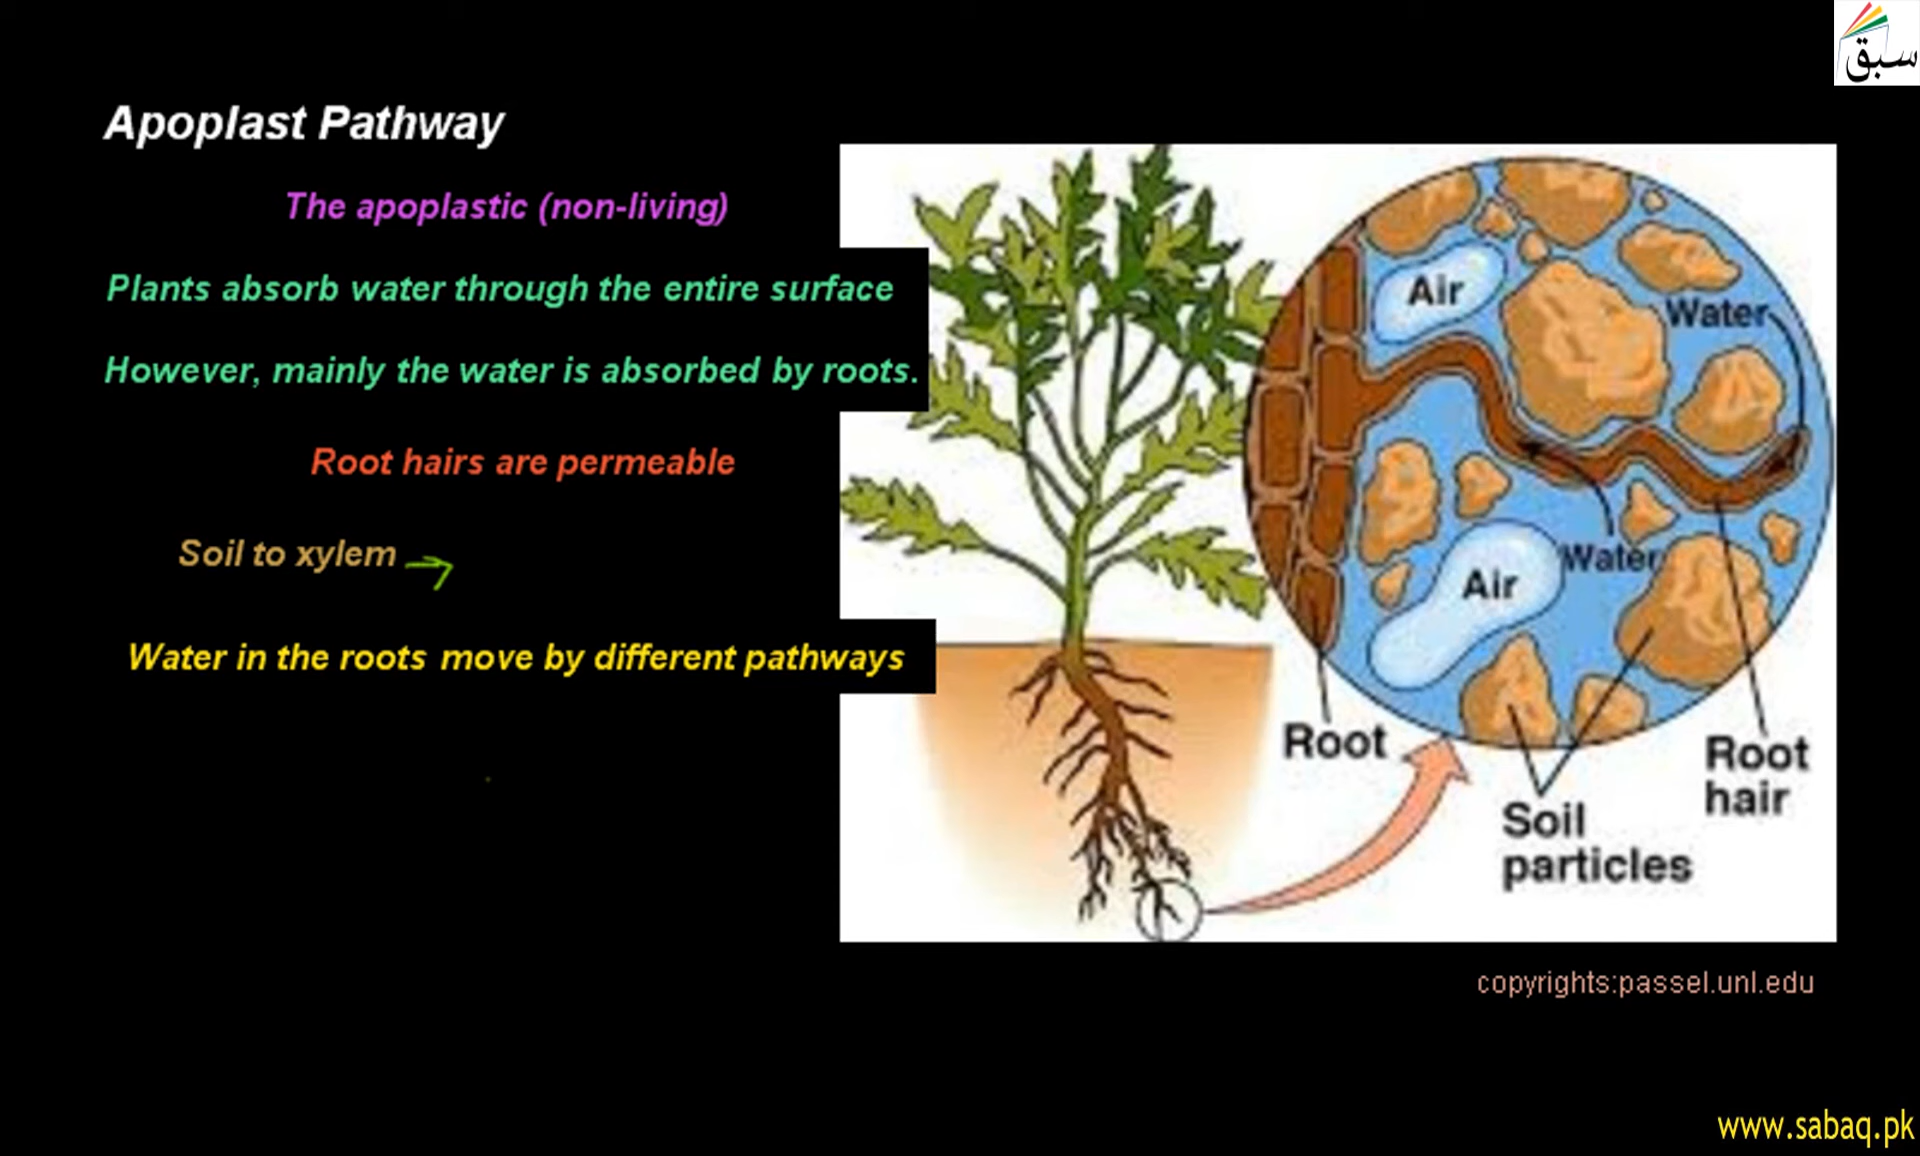 سبق
Apoplast Pathway
The apoplastic (non-living)
Plants absorb water through the entire surface
However, mainly the water is absorbed by roots.
Root hairs are permeable
Soil to xylem
Water in the roots move by different pathways
Air
Water
Water
Air
Root
Root
hair
Soil
particles
copyrights:passel.unl.edu
www.sabaq.pk